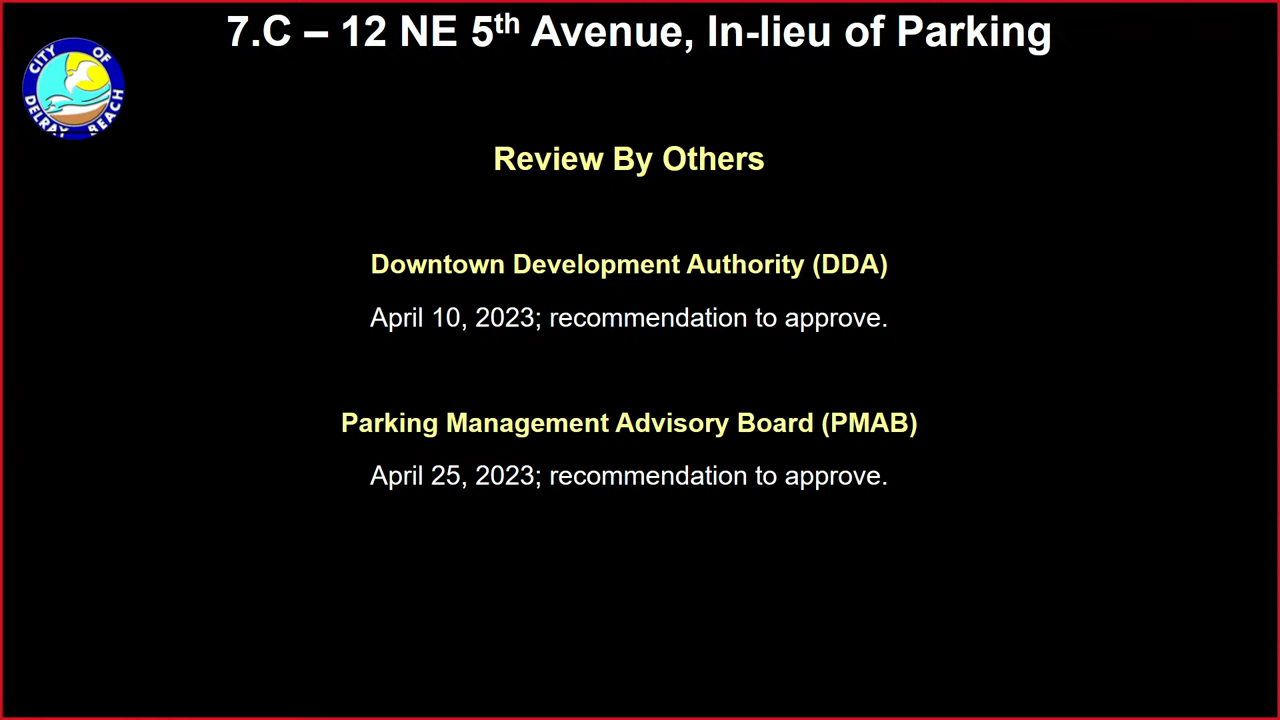 7.C – 12 NE 5th Avenue, In-lieu of Parking
CITY OF
DELRAY BEACH
Review By Others
Downtown Development Authority (DDA)
April 10, 2023; recommendation to approve.
Parking Management Advisory Board (PMAB)
April 25, 2023; recommendation to approve.